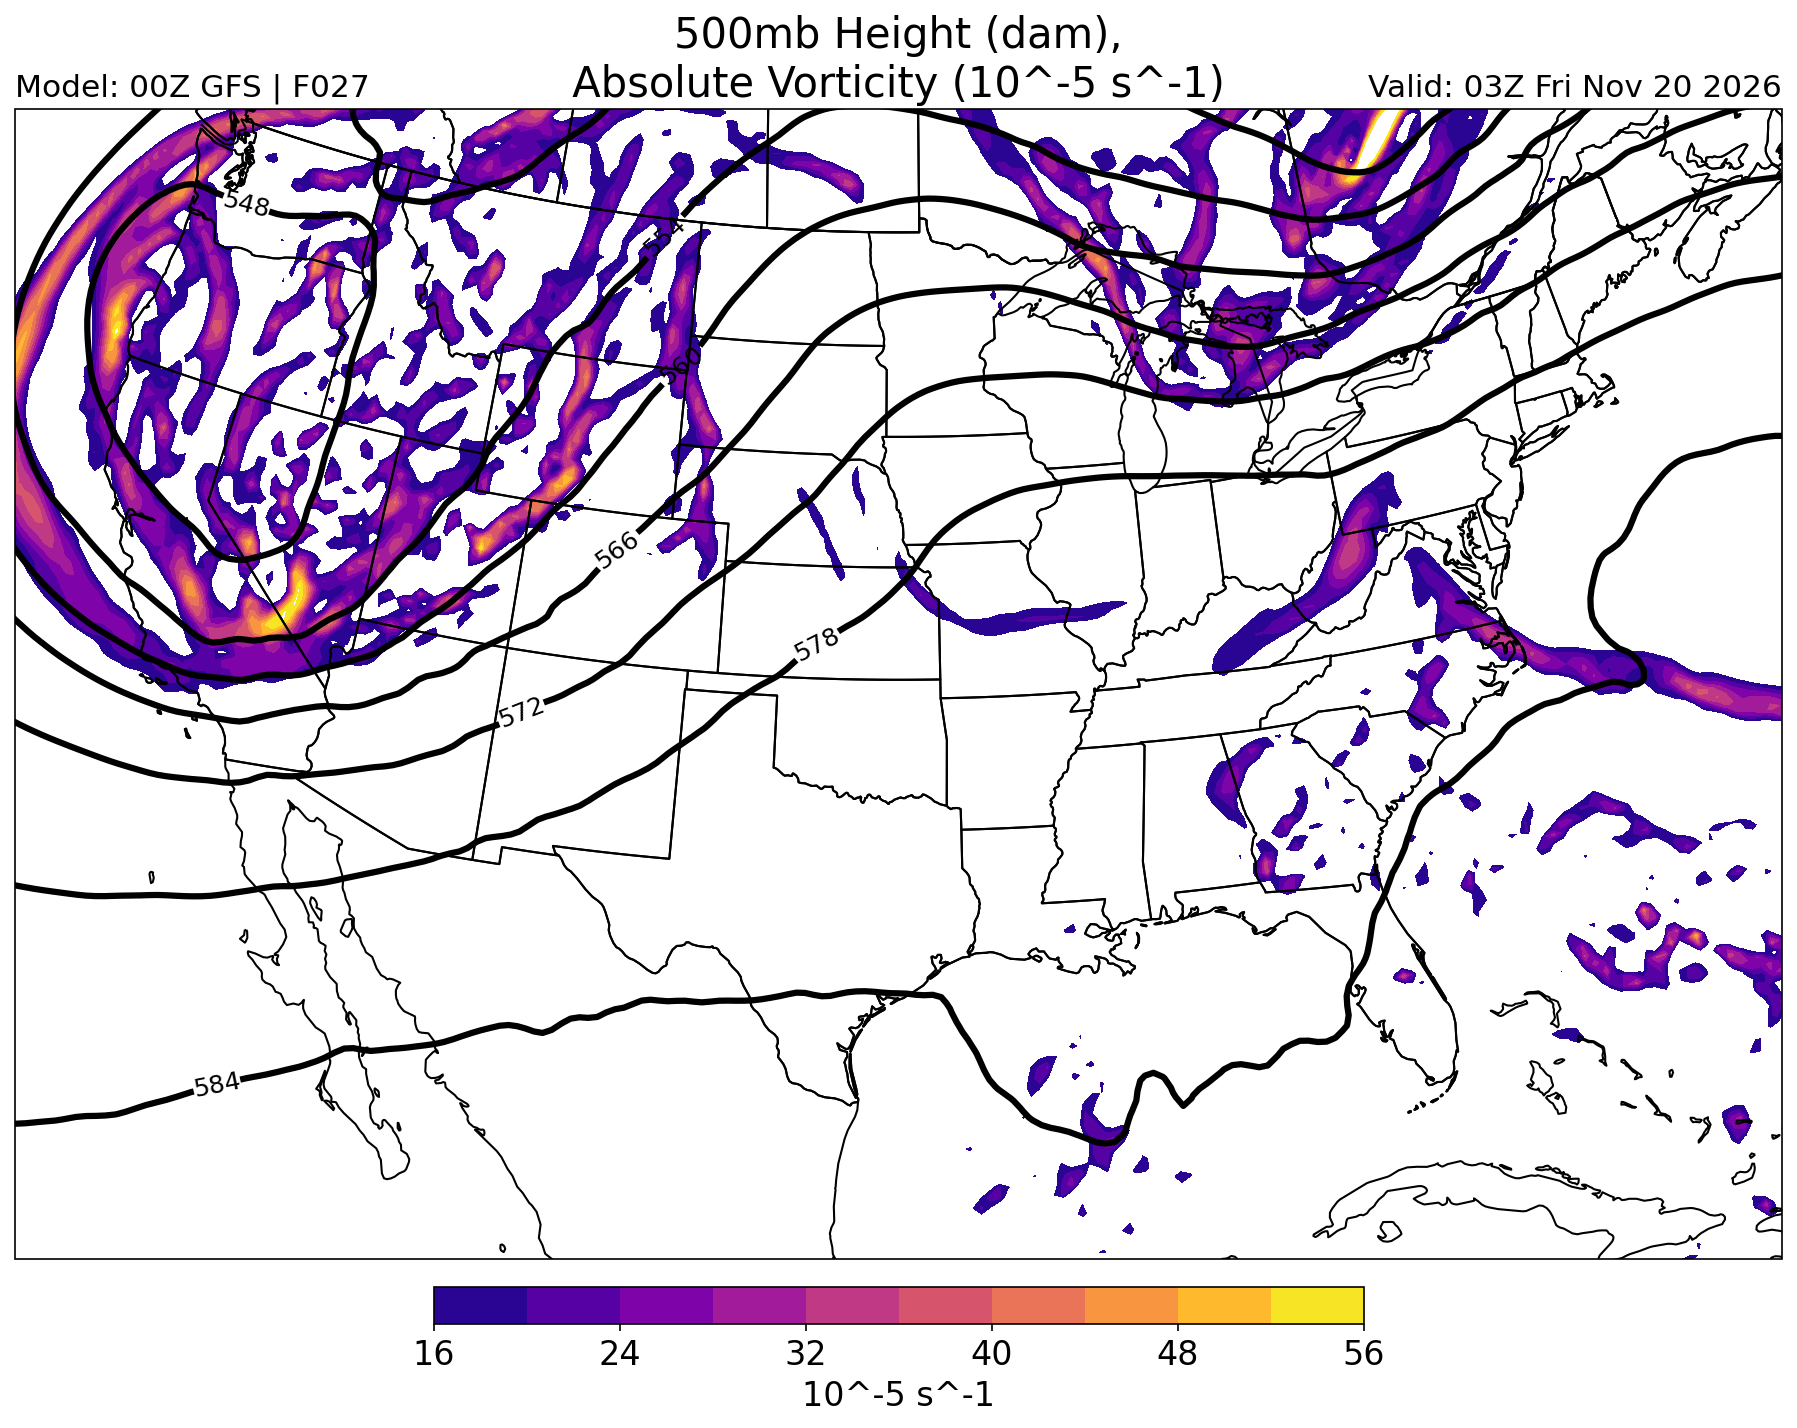 500mb Height (dam),
Absolute Vorticity (10^-5 s^-1)
Model: 00Z GFS | F027
Valid: 03Z Fri Nov 20 2026
548
554
560
566
572
578
584
16 24 32 40 48 56
10^-5 s^-1